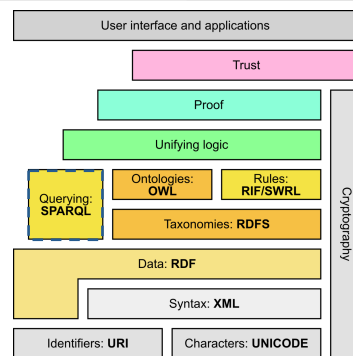 User interface and applications
Trust
Proof
Unifying logic
Querying:
SPARQL
Ontologies:
OWL
Rules:
RIF/SWRL
Taxonomies: RDFS
Cryptography
Data: RDF
Syntax: XML
Identifiers: URI
Characters: UNICODE